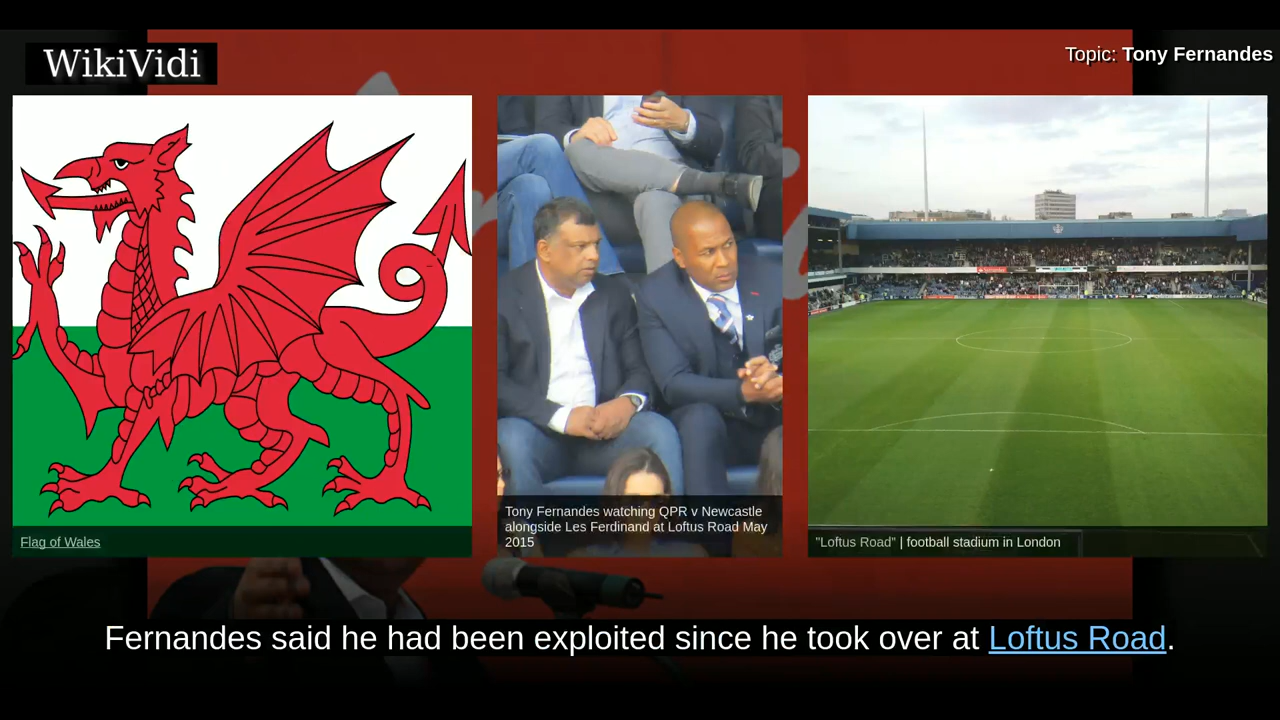 WikiVidi
Topic: Tony Fernandes
Flag of Wales
Tony Fernandes watching QPR v Newcastle
alongside Les Ferdinand at Loftus Road May
2015
"Loftus Road" | football stadium in London
Fernandes said he had been exploited since he took over at Loftus Road.